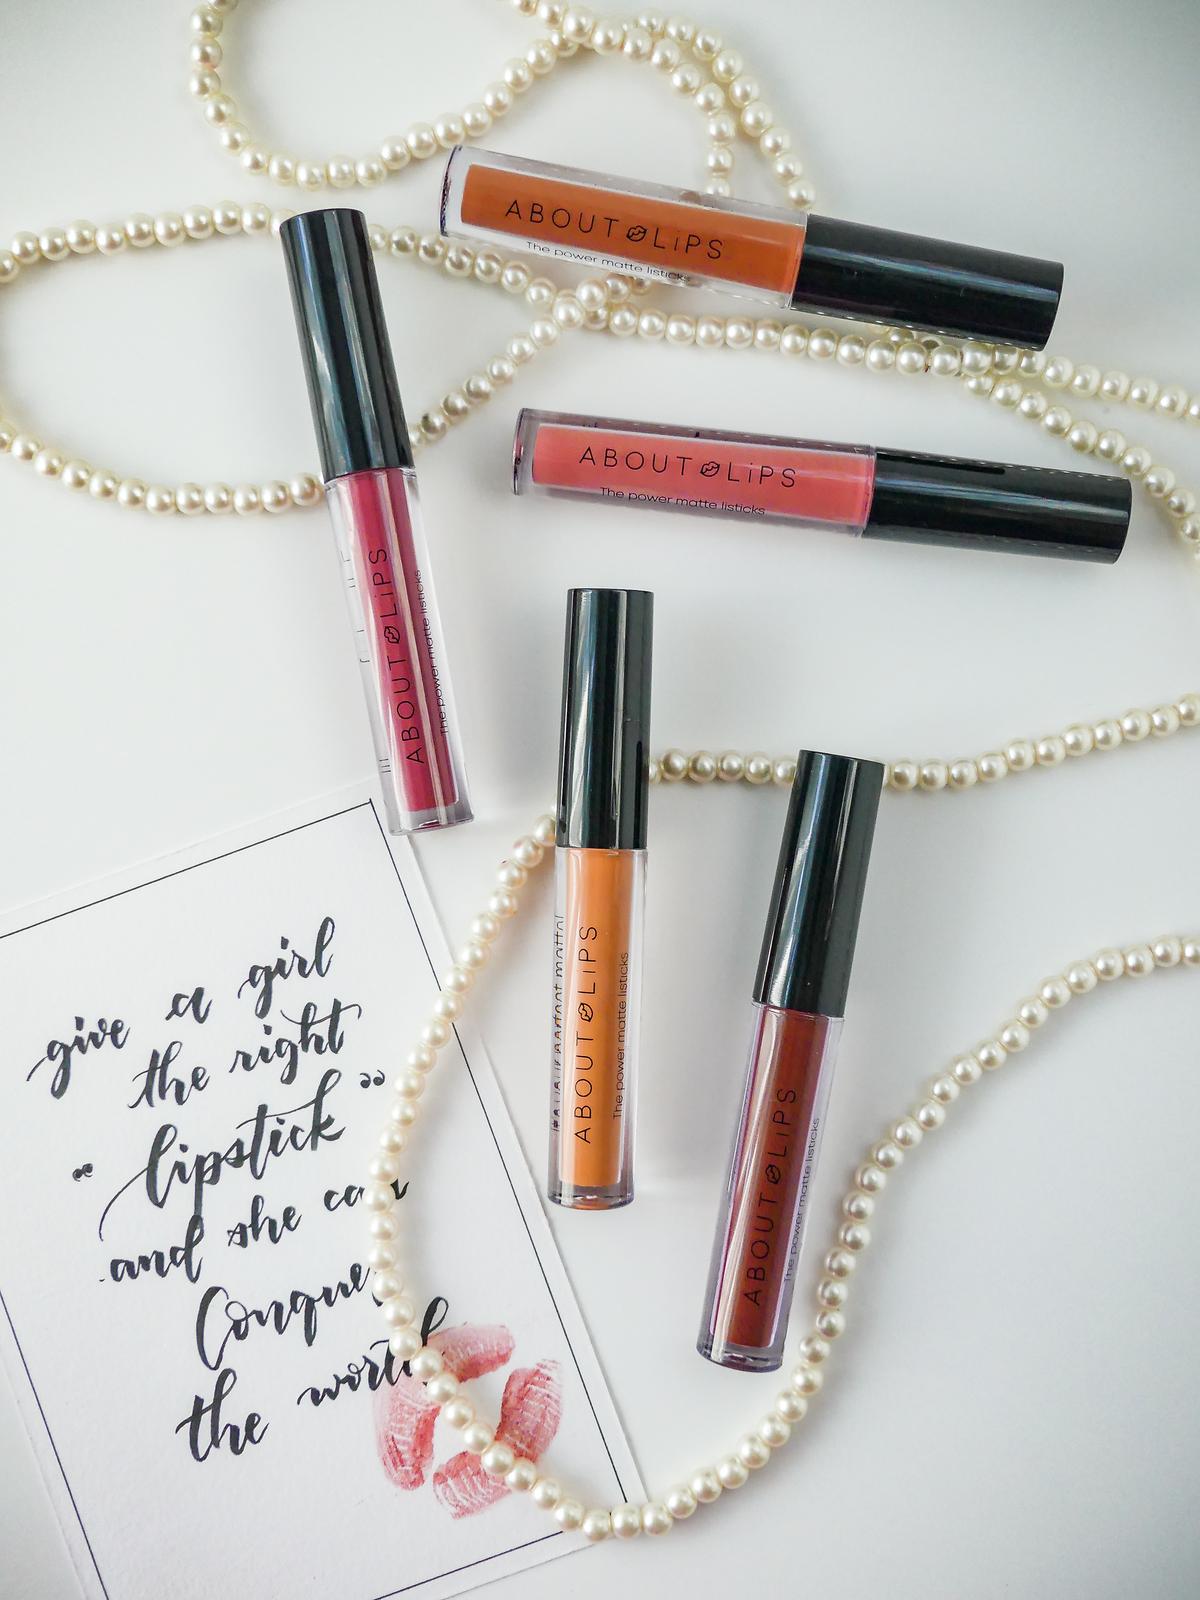 ABOUT LiPS
The power matte listicks
ABOUT LiPS
The power matte listicks
ABOUT LiPS
The power matte listicks
ABOUT LiPS
The power matte listicks
ABOUT LiPS
The power matte listicks
give a girl
the right
"lipstick"
and she can
Conquer
the world